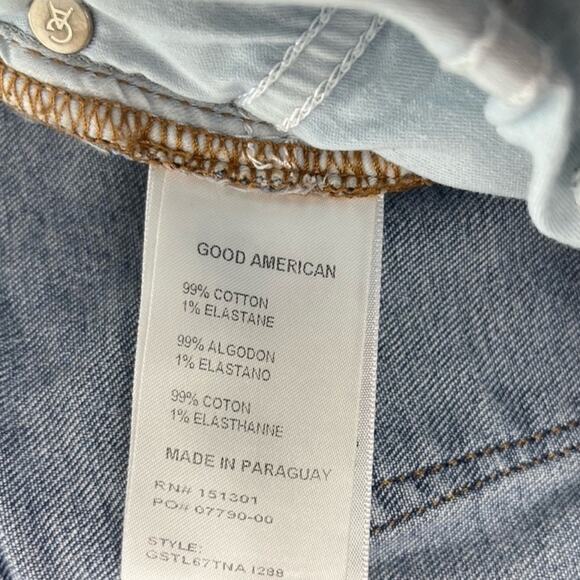 GOOD AMERICAN
99% COTTON
1% ELASTANE
99% ALGODON
1% ELASTANO
99% COTON
1% ELASTHANNE
MADE IN PARAGUAY
RN# 151301
PO# 07790-00
STYLE:
GSTL67TNA I288